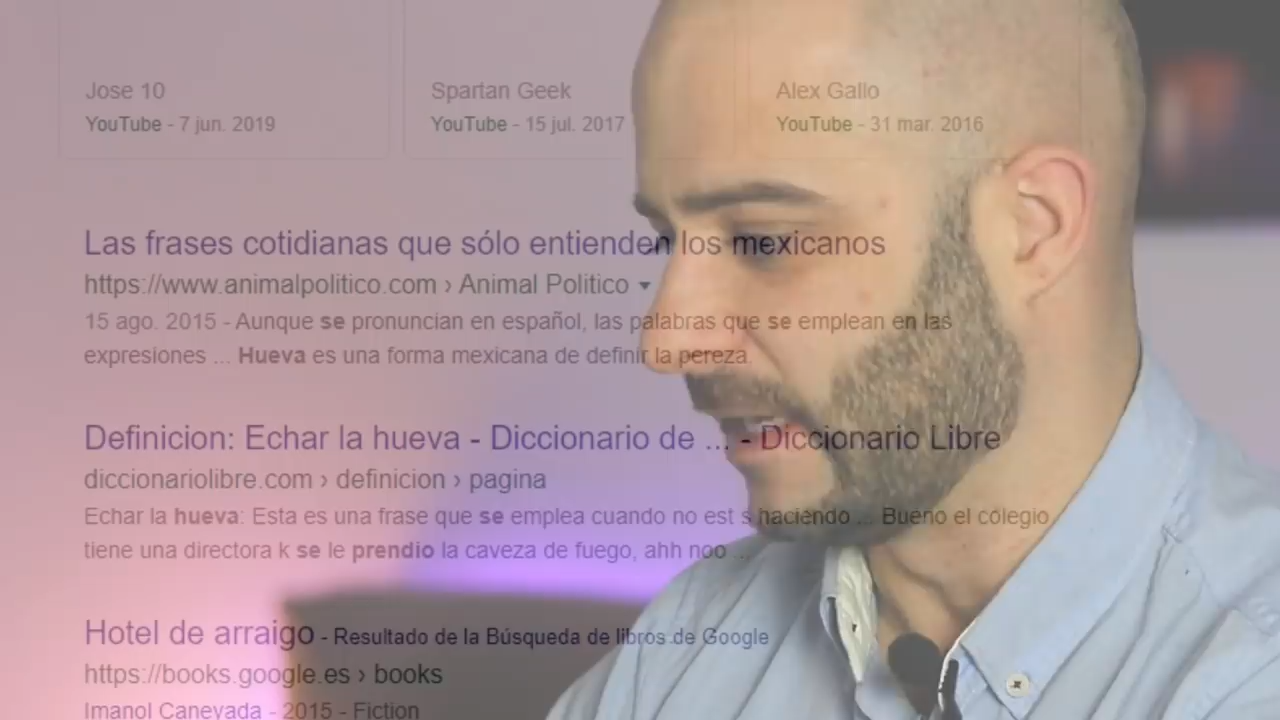 Jose 10
YouTube - 7 jun. 2019
Spartan Geek
YouTube - 15 jul. 2017
Alex Gallo
YouTube - 31 mar. 2016
Las frases cotidianas que sólo entienden los mexicanos
https://www.animalpolitico.com › Animal Politico
15 ago. 2015 - Aunque se pronuncian en español, las palabras que se emplean en las
expresiones ... Hueva es una forma mexicana de definir la pereza.
Definicion: Echar la hueva - Diccionario de ... - Diccionario Libre
diccionariolibre.com › definicion › pagina
Echar la hueva: Esta es una frase que se emplea cuando no est s haciendo ... Bueno el colegio
tiene una directora k se le prendio la caveza de fuego, ahh noo ...
Hotel de arraigo - Resultado de la Búsqueda de libros de Google
https://books.google.es › books
Imanol Caneyada - 2015 - Fiction